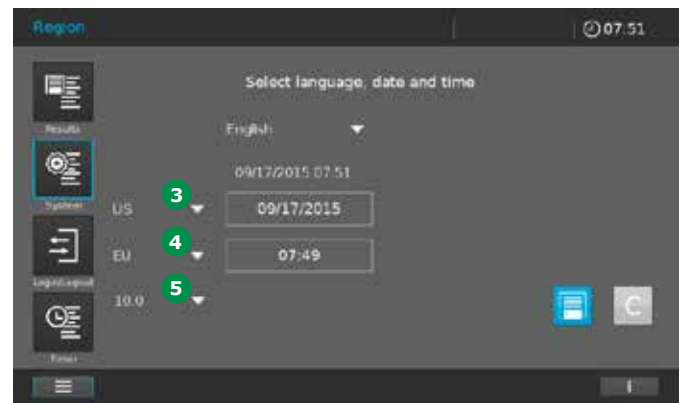 Region
07:51
Select language, date and time
Results
English
09/17/2015 07:51
System
3
US
09/17/2015
4
EU
07:49
Login/Logout
5
10.0
C
Timer
i